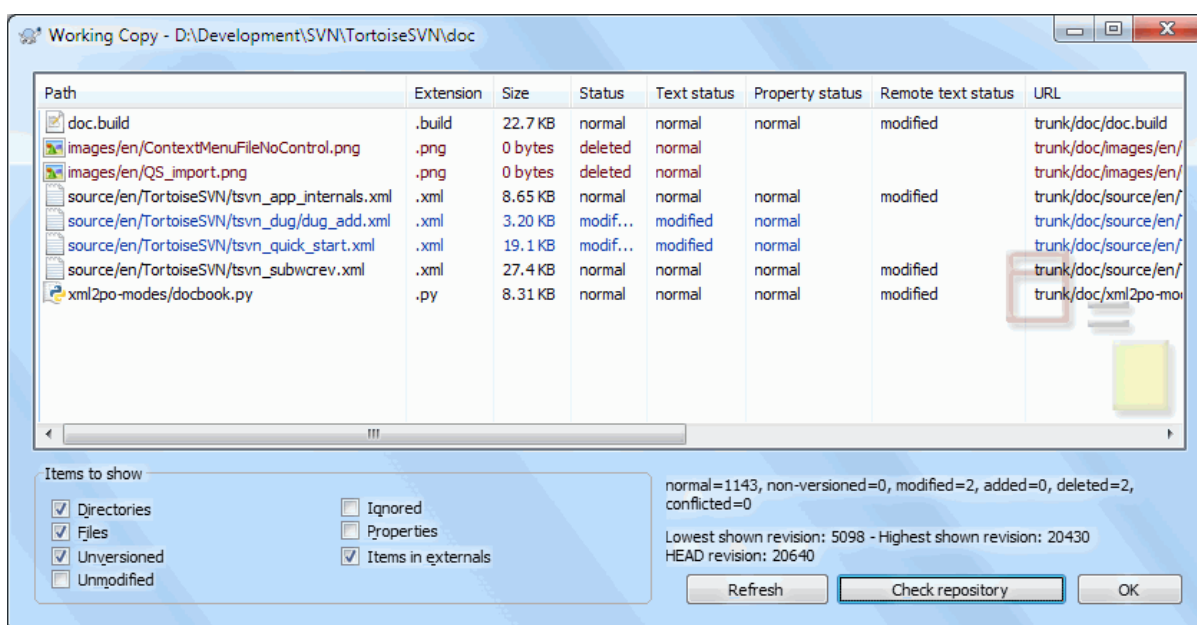 Working Copy - D:\Development\SVN\TortoiseSVN\doc
Path Extension Size Status Text status Property status Remote text status URL
doc.build .build 22.7 KB normal normal normal modified trunk/doc/doc.build
images/en/ContextMenuFileNoControl.png .png 0 bytes deleted normal trunk/doc/images/en/
images/en/QS_import.png .png 0 bytes deleted normal trunk/doc/images/en/
source/en/TortoiseSVN/tsvn_app_internals.xml .xml 8.65 KB normal normal normal modified trunk/doc/source/en/
source/en/TortoiseSVN/tsvn_dug/dug_add.xml .xml 3.20 KB modif... modified normal trunk/doc/source/en/
source/en/TortoiseSVN/tsvn_quick_start.xml .xml 19.1 KB modif... modified normal trunk/doc/source/en/
source/en/TortoiseSVN/tsvn_subwcrev.xml .xml 27.4 KB normal normal normal modified trunk/doc/source/en/
xml2po-modes/docbook.py .py 8.31 KB normal normal normal modified trunk/doc/xml2po-mo
Items to show
Directories Ignored
Files Properties
Unversioned Items in externals
Unmodified
normal=1143, non-versioned=0, modified=2, added=0, deleted=2,
conflicted=0
Lowest shown revision: 5098 - Highest shown revision: 20430
HEAD revision: 20640
Refresh Check repository OK